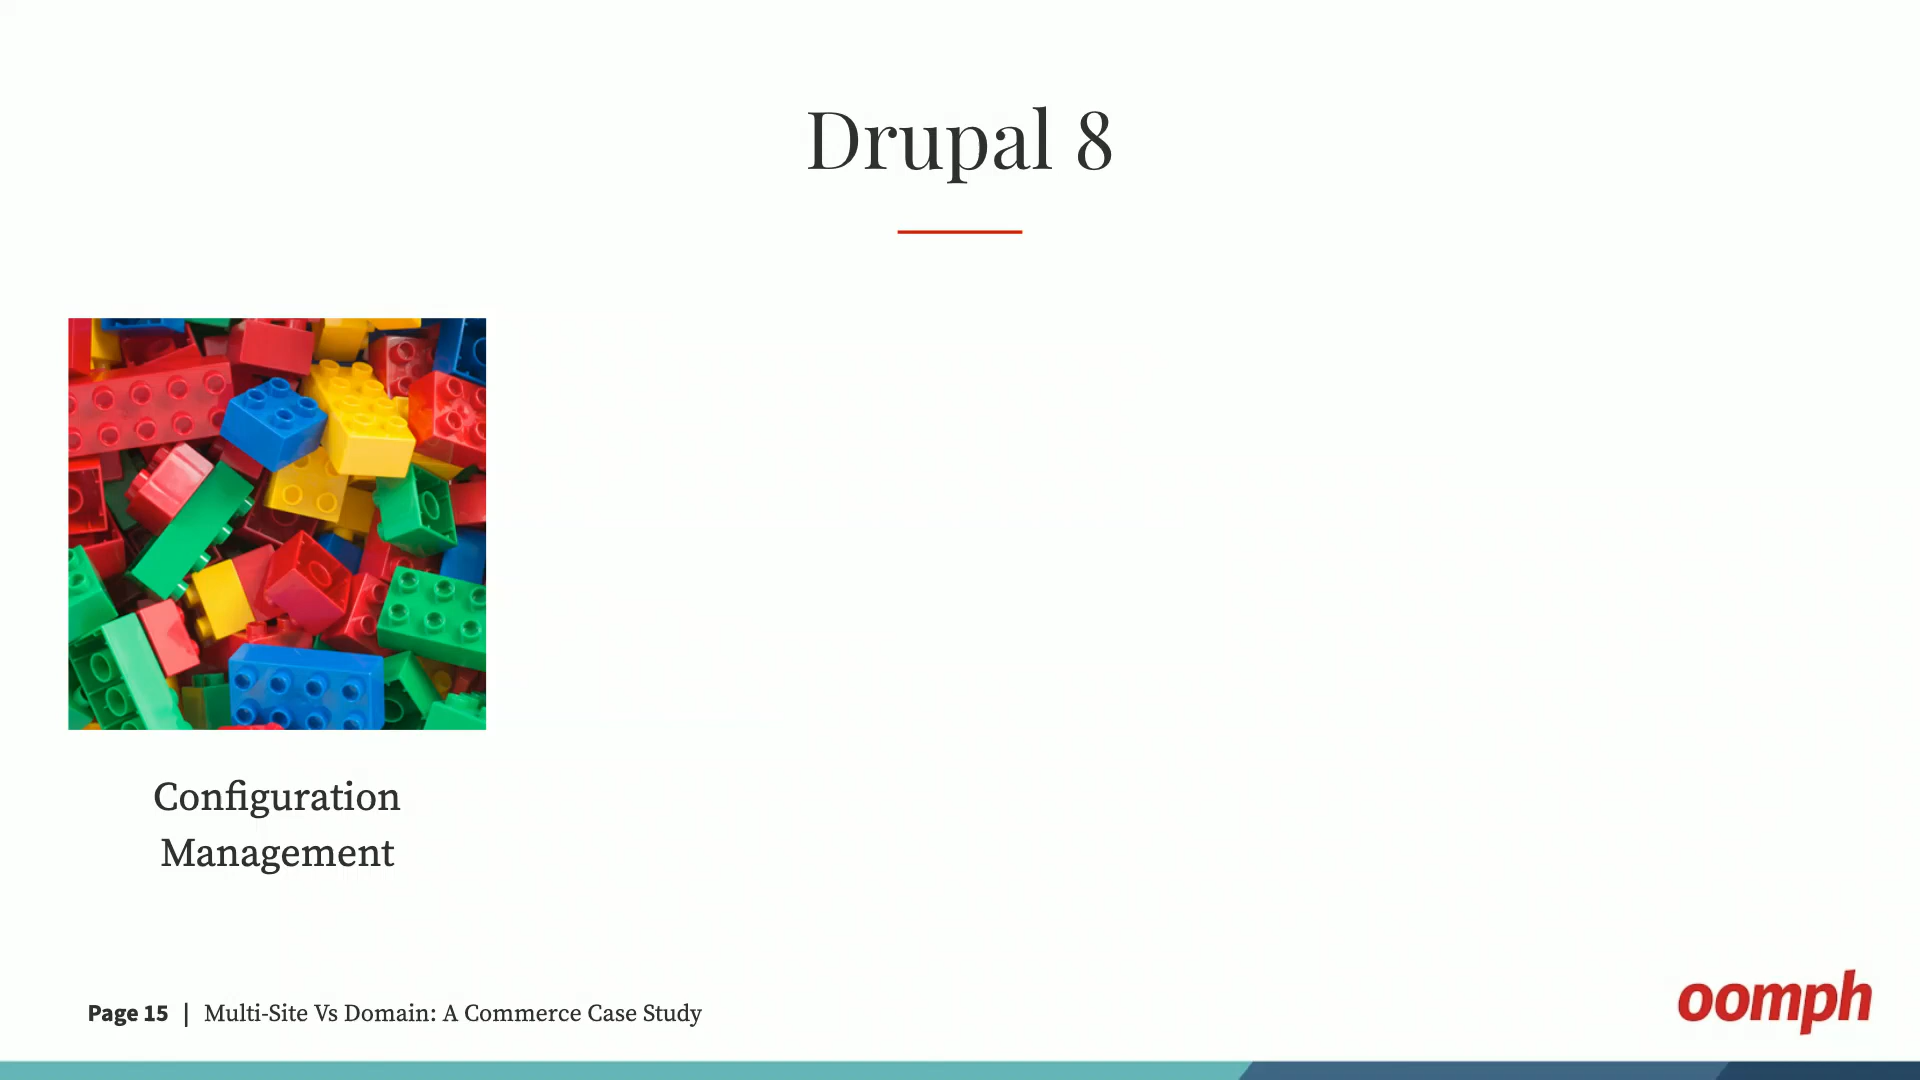 Drupal 8
Configuration
Management
Page 15 | Multi-Site Vs Domain: A Commerce Case Study
oomph